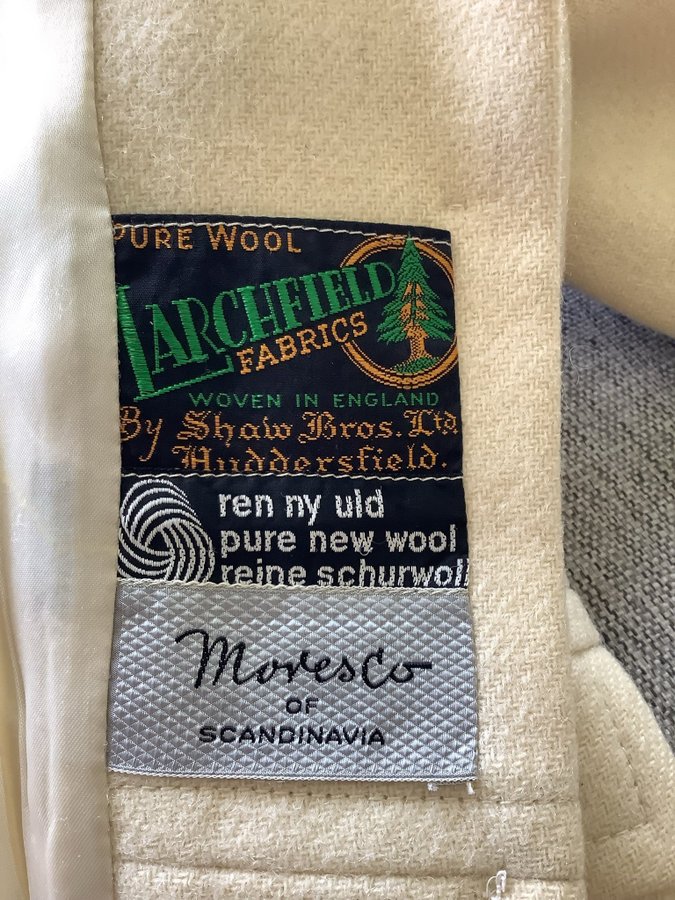 PURE WOOL
LARCHFIELD
FABRICS
WOVEN IN ENGLAND
By Shaw Bros. Ltd.
Huddersfield.
ren ny uld
pure new wool
reine schurwoll
Moresco
OF
SCANDINAVIA